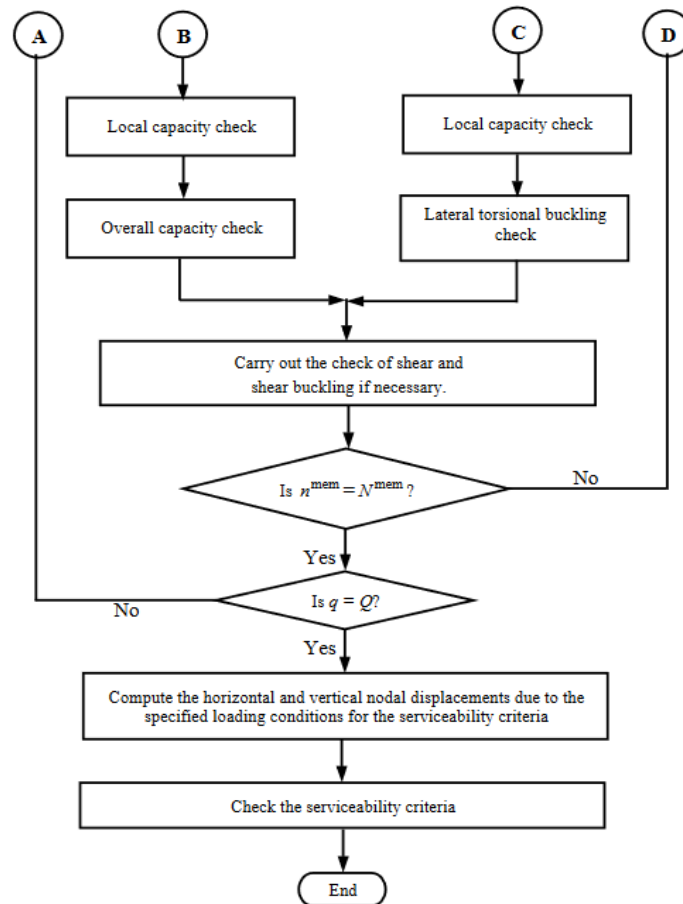 A
B
C
D
Local capacity check
Local capacity check
Overall capacity check
Lateral torsional buckling
check
Carry out the check of shear and
shear buckling if necessary.
Is n^mem = N^mem ?
No
Yes
Is q = Q?
No
Yes
Compute the horizontal and vertical nodal displacements due to the
specified loading conditions for the serviceability criteria
Check the serviceability criteria
End